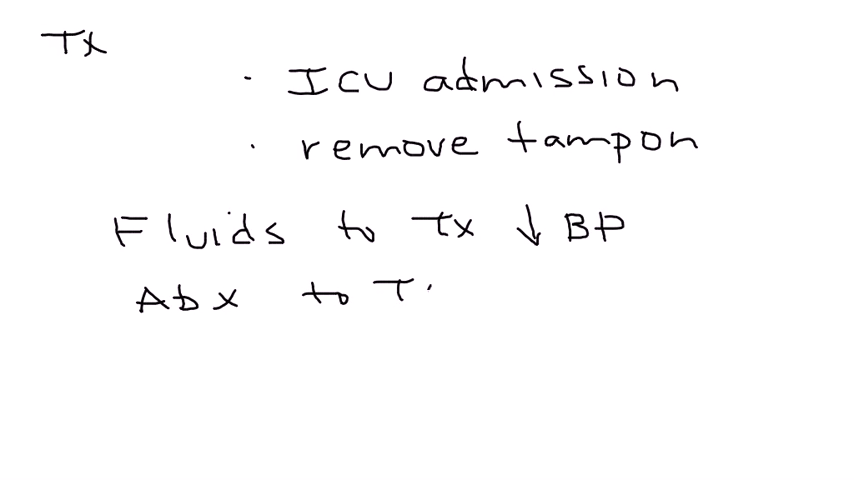 Tx
· ICU admission
· remove tampon
Fluids to Tx ↓ BP
Abx to T